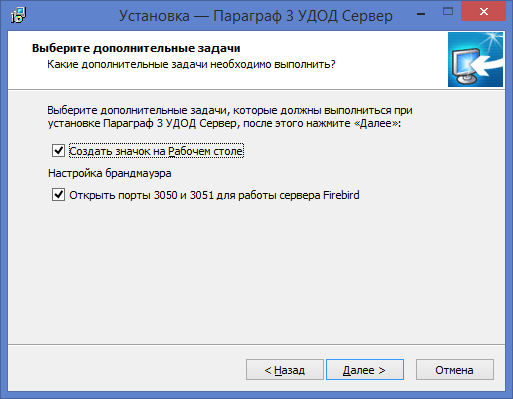 Установка — Параграф 3 УДОД Сервер
Выберите дополнительные задачи
Какие дополнительные задачи необходимо выполнить?
Выберите дополнительные задачи, которые должны выполниться при
установке Параграф 3 УДОД Сервер, после этого нажмите «Далее»:
Создать значок на Рабочем столе
Настройка брандмауэра
Открыть порты 3050 и 3051 для работы сервера Firebird
< Назад
Далее >
Отмена